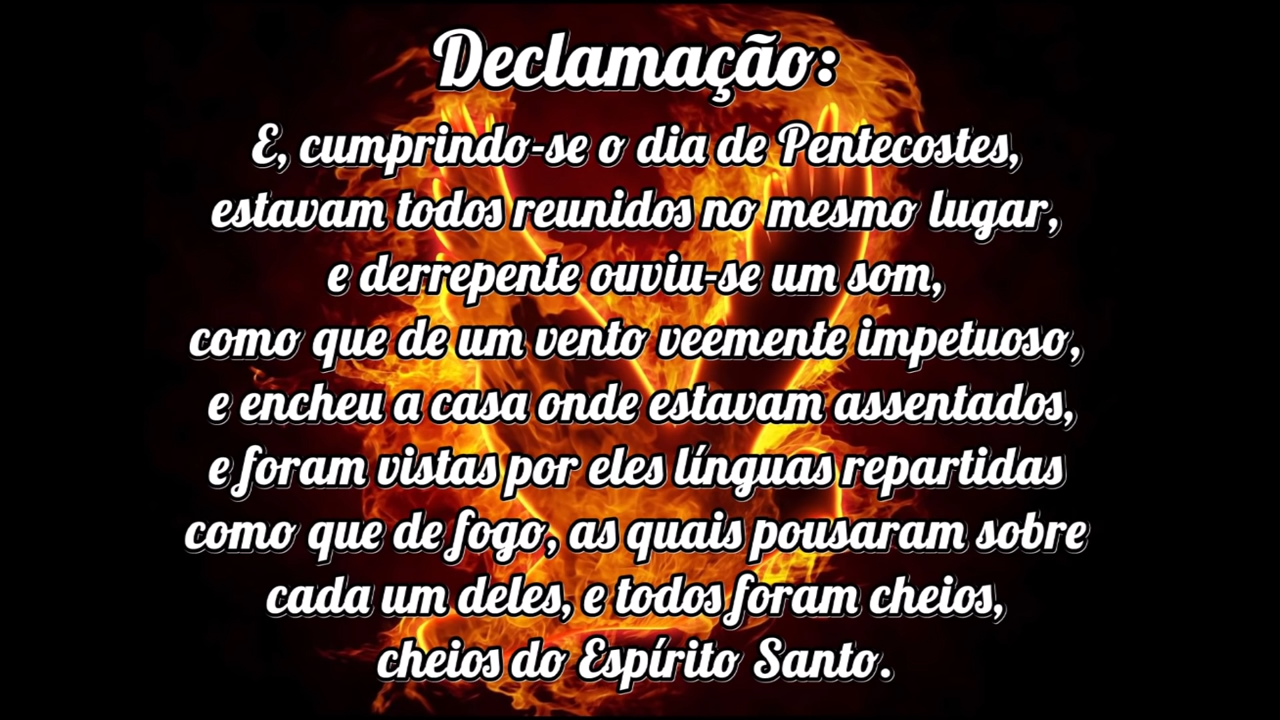 Declamação:
E, cumprindo-se o dia de Pentecostes,
estavam todos reunidos no mesmo lugar,
e derrepente ouviu-se um som,
como que de um vento veemente impetuoso,
e encheu a casa onde estavam assentados,
e foram vistas por eles línguas repartidas
como que de fogo, as quais pousaram sobre
cada um deles, e todos foram cheios,
cheios do Espírito Santo.